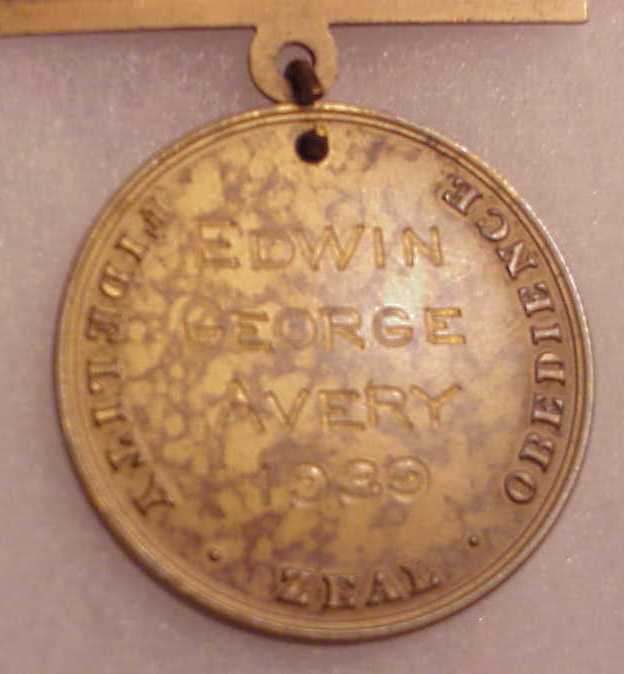 EDWIN
GEORGE
AVERY
1939
FIDELITY
· ZEAL ·
OBEDIENCE